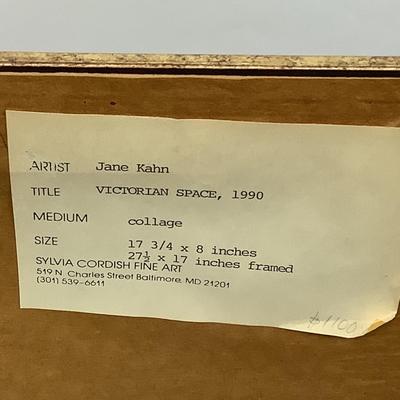 ARTIST Jane Kahn
TITLE VICTORIAN SPACE, 1990
MEDIUM collage
SIZE 17 3/4 x 8 inches
27½ x 17 inches framed
SYLVIA CORDISH FINE ART
519 N. Charles Street Baltimore, MD 21201
(301) 539-6611
$1100